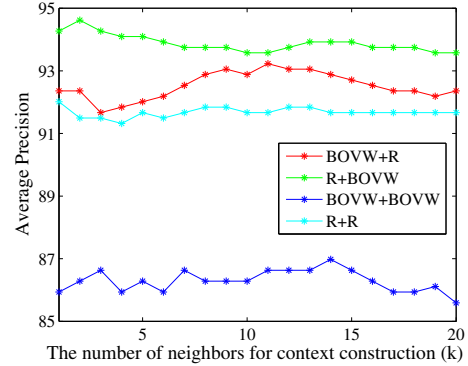 95
93
91
89
87
85
Average Precision
BOVW+R
R+BOVW
BOVW+BOVW
R+R
5
10
15
20
The number of neighbors for context construction (k)